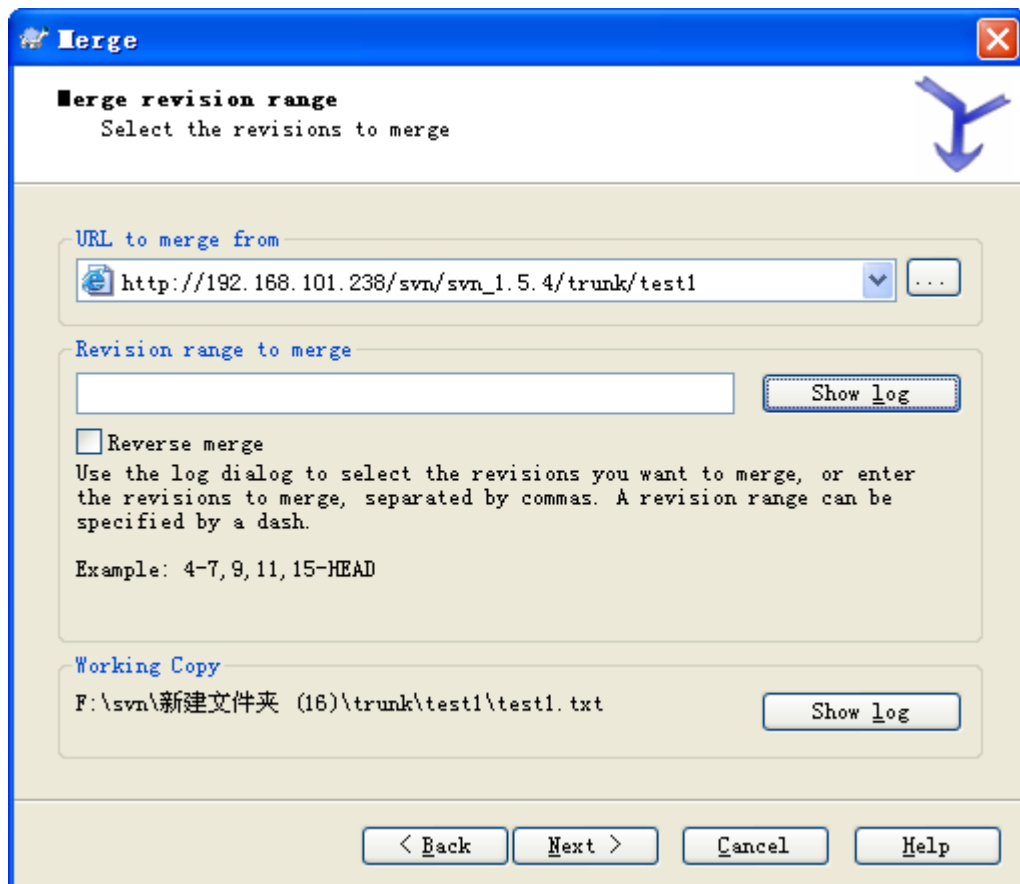 Merge
Merge revision range
Select the revisions to merge
URL to merge from
http://192.168.101.238/svn/svn_1.5.4/trunk/test1
...
Revision range to merge
Show log
Reverse merge
Use the log dialog to select the revisions you want to merge, or enter
the revisions to merge, separated by commas. A revision range can be
specified by a dash.
Example: 4-7,9,11,15-HEAD
Working Copy
F:\svn\新建文件夹 (16)\trunk\test1\test1.txt
Show log
< Back
Next >
Cancel
Help